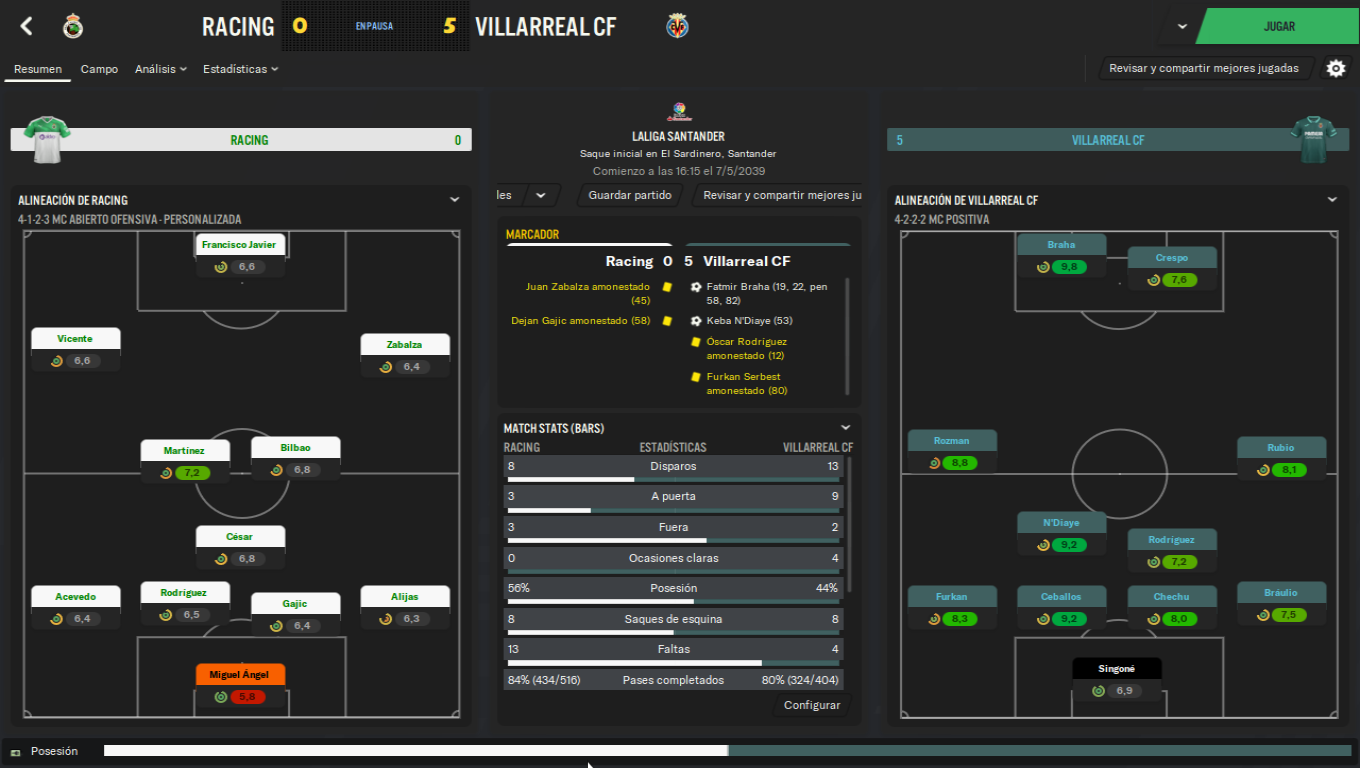 RACING 0 EN PAUSA 5 VILLARREAL CF
JUGAR
Resumen Campo Análisis Estadísticas
Revisar y compartir mejores jugadas
RACING 0
LALIGA SANTANDER
Saque inicial en El Sardinero, Santander
Comienzo a las 16:15 el 7/5/2039
les Guardar partido Revisar y compartir mejores ju
5 VILLARREAL CF
ALINEACIÓN DE RACING
4-1-2-3 MC ABIERTO OFENSIVA - PERSONALIZADA
Francisco Javier
6,6
Vicente
6,6
Zabalza
6,4
Martínez
7,2
Bilbao
6,8
César
6,8
Acevedo
6,4
Rodríguez
6,5
Gajic
6,4
Alijas
6,3
Miguel Ángel
5,8
MARCADOR
Racing 0 5 Villarreal CF
Juan Zabalza amonestado
(45)
Dejan Gajic amonestado (58)
Fatmir Braha (19, 22, pen
58, 82)
Keba N'Diaye (53)
Óscar Rodríguez
amonestado (12)
Furkan Serbest
amonestado (80)
MATCH STATS (BARS)
RACING ESTADÍSTICAS VILLARREAL CF
8 Disparos 13
3 A puerta 9
3 Fuera 2
0 Ocasiones claras 4
56% Posesión 44%
8 Saques de esquina 8
13 Faltas 4
84% (434/516) Pases completados 80% (324/404)
Configurar
ALINEACIÓN DE VILLARREAL CF
4-2-2-2 MC POSITIVA
Braha
9,8
Crespo
7,6
Rozman
8,8
Rubio
8,1
N'Diaye
9,2
Rodríguez
7,2
Furkan
8,3
Ceballos
9,2
Chechu
8,0
Bráulio
7,5
Singoné
6,9
Posesión